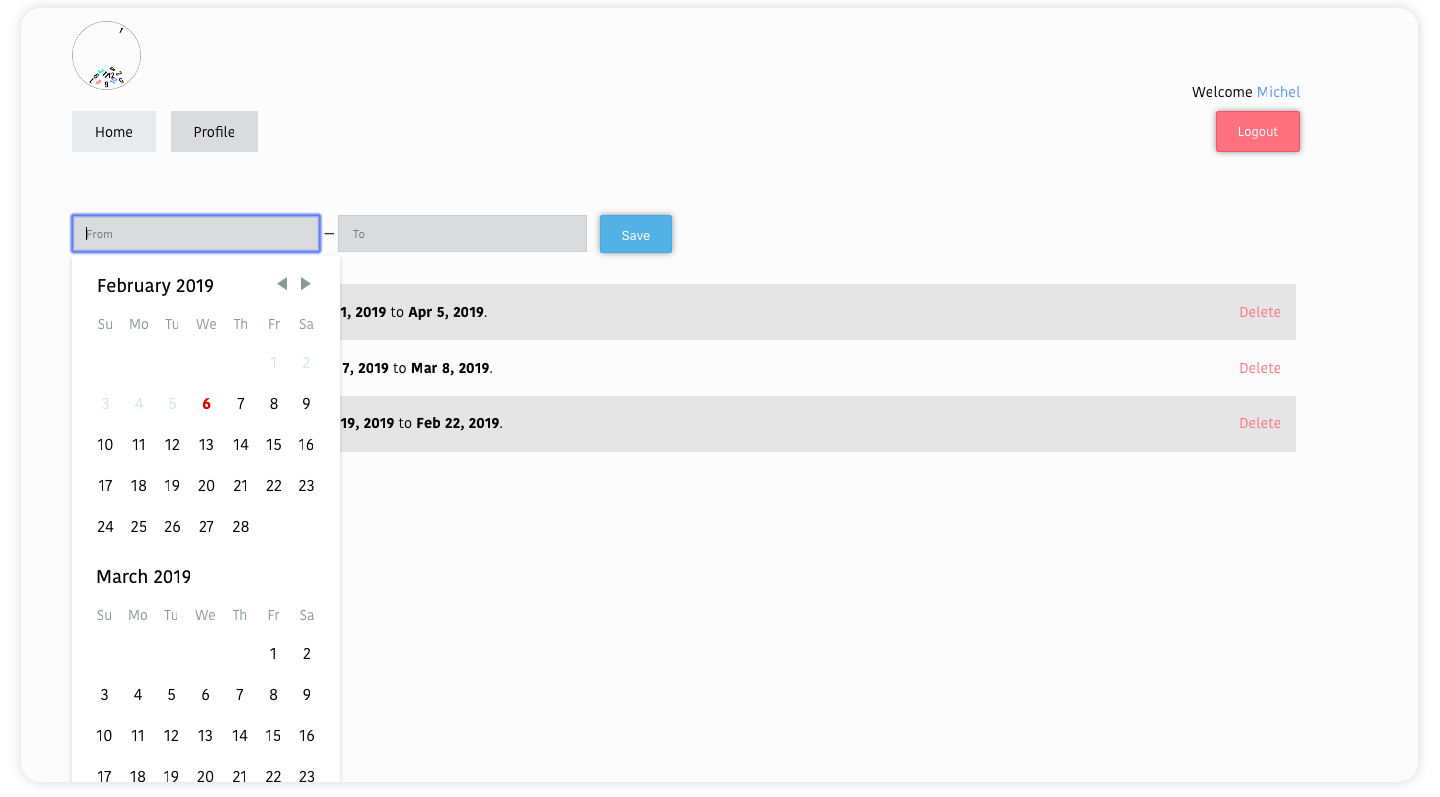 Welcome Michel
Home Profile Logout
From – To Save
February 2019
Su Mo Tu We Th Fr Sa
1 2
3 4 5 6 7 8 9
10 11 12 13 14 15 16
17 18 19 20 21 22 23
24 25 26 27 28
March 2019
Su Mo Tu We Th Fr Sa
1 2
3 4 5 6 7 8 9
10 11 12 13 14 15 16
17 18 19 20 21 22 23
1, 2019 to Apr 5, 2019. Delete
7, 2019 to Mar 8, 2019. Delete
19, 2019 to Feb 22, 2019. Delete